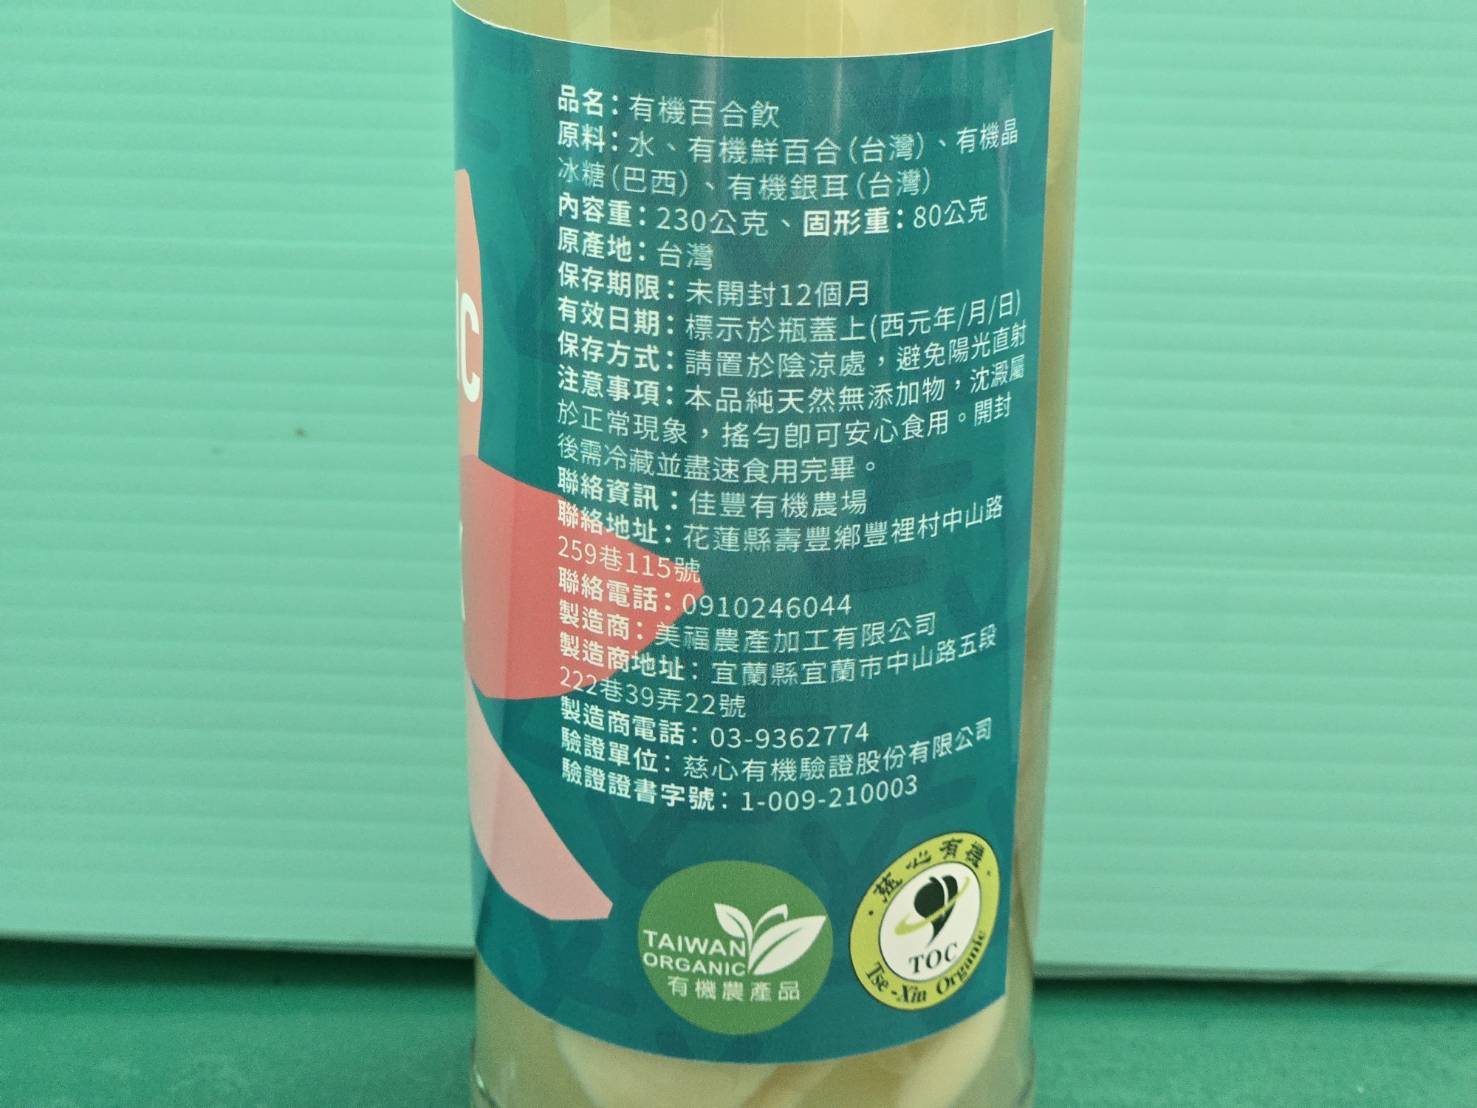 品名：有機百合飲
原料：水、有機鮮百合(台灣)、有機晶
冰糖(巴西)、有機銀耳(台灣)
內容重：230公克、固形重：80公克
原產地：台灣
保存期限：未開封12個月
有效日期：標示於瓶蓋上(西元年/月/日)
保存方式：請置於陰涼處，避免陽光直射
注意事項：本品純天然無添加物，沈澱屬
於正常現象，搖勻即可安心食用。開封
後需冷藏並盡速食用完畢。
聯絡資訊：佳豐有機農場
聯絡地址：花蓮縣壽豐鄉豐裡村中山路
259巷115號
聯絡電話：0910246044
製造商：美福農產加工有限公司
製造商地址：宜蘭縣宜蘭市中山路五段
222巷39弄22號
製造商電話：03-9362774
驗證單位：慈心有機驗證股份有限公司
驗證證書字號：1-009-210003
TAIWAN
ORGANIC
有機農產品
慈心有機
TOC
Tse-Xin Organic